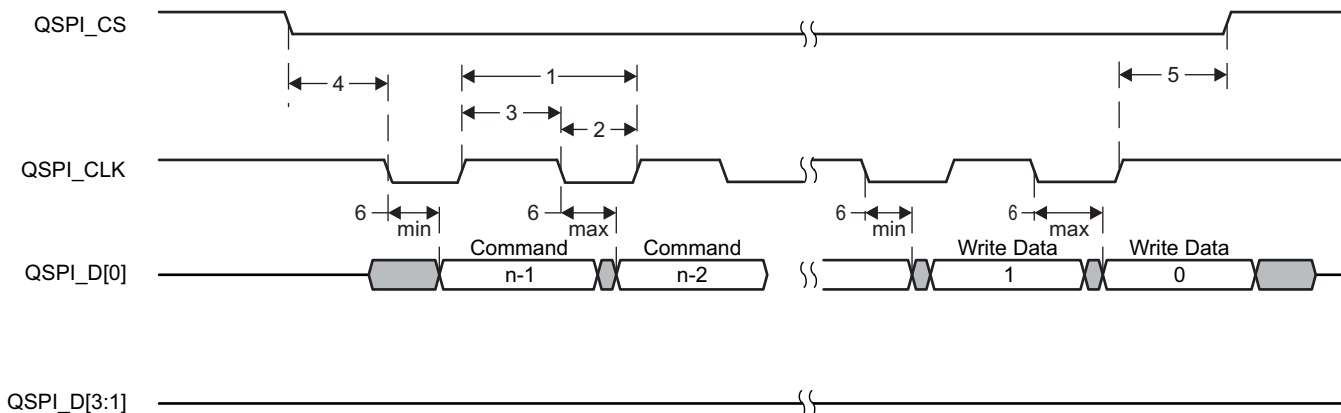 QSPI_CS
4
1
5
3
2
QSPI_CLK
6 min
6 max
6 min
6 max
Command Command Write Data Write Data
QSPI_D[0] n-1 n-2 1 0
QSPI_D[3:1]